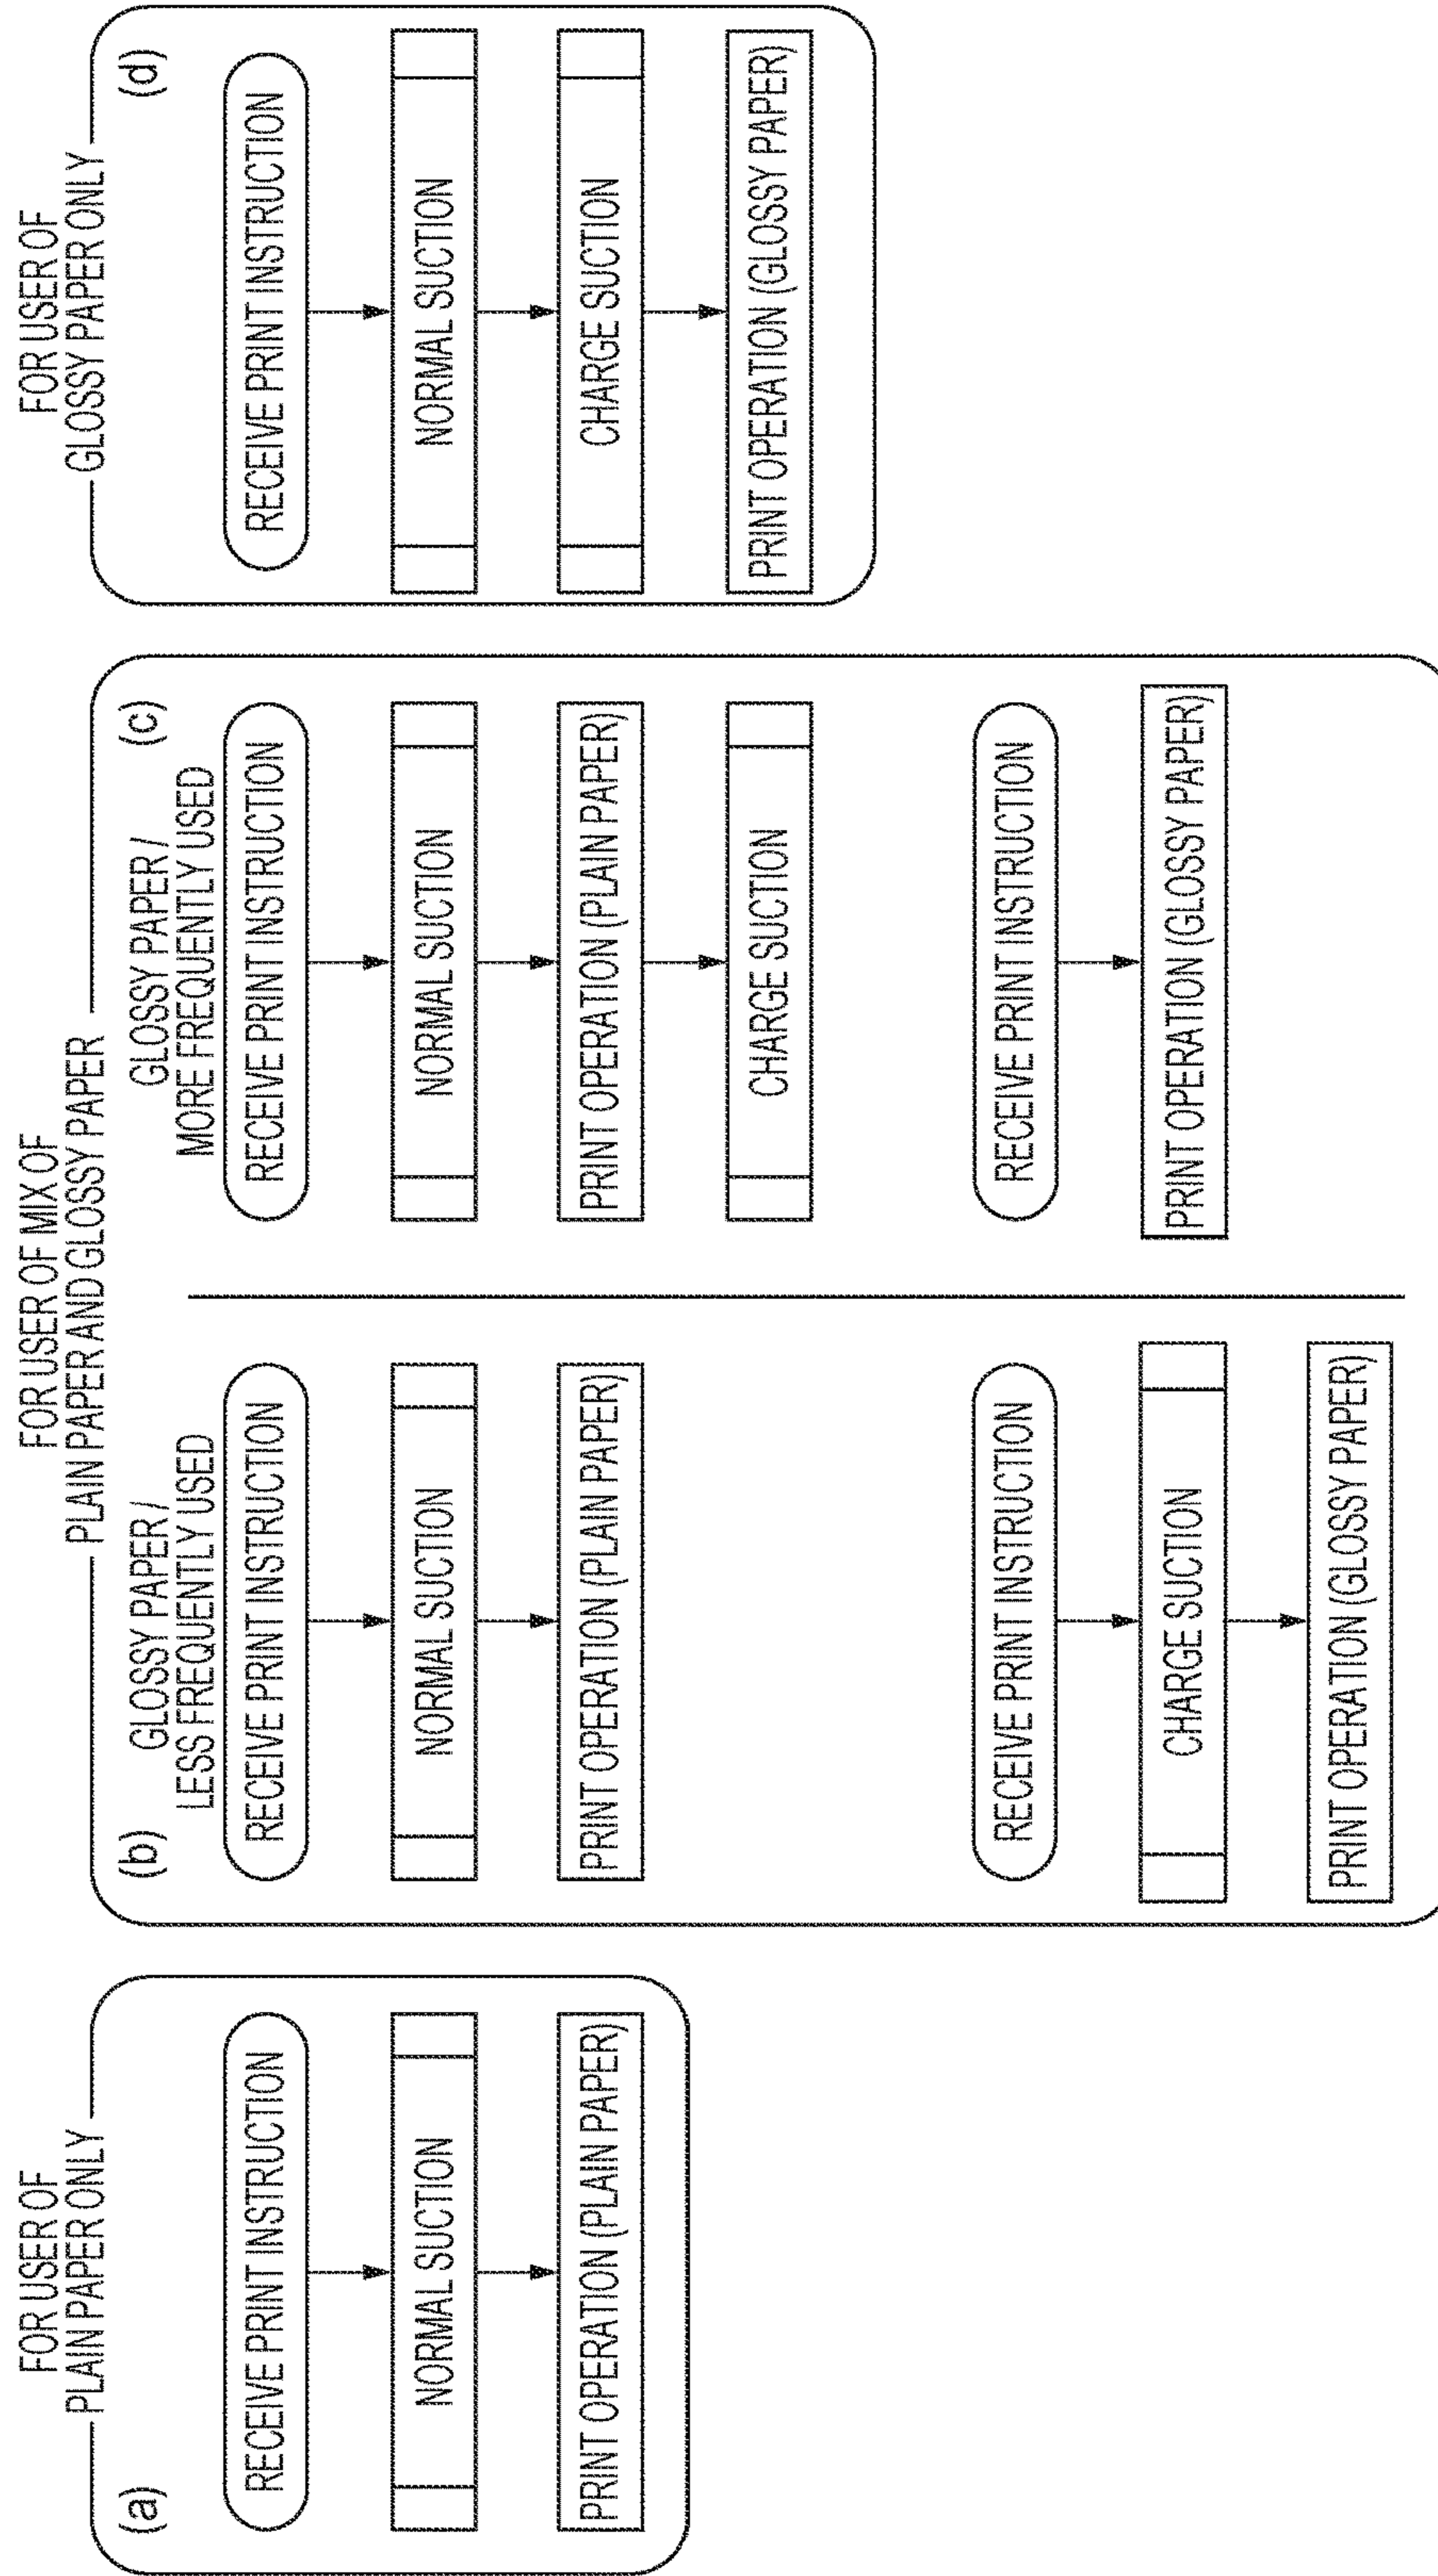 FOR USER OF
PLAIN PAPER ONLY
(a)
RECEIVE PRINT INSTRUCTION
NORMAL SUCTION
PRINT OPERATION (PLAIN PAPER)
FOR USER OF MIX OF
PLAIN PAPER AND GLOSSY PAPER
(b)
GLOSSY PAPER /
LESS FREQUENTLY USED
RECEIVE PRINT INSTRUCTION
NORMAL SUCTION
PRINT OPERATION (PLAIN PAPER)
RECEIVE PRINT INSTRUCTION
CHARGE SUCTION
PRINT OPERATION (GLOSSY PAPER)
GLOSSY PAPER /
MORE FREQUENTLY USED
(c)
RECEIVE PRINT INSTRUCTION
NORMAL SUCTION
PRINT OPERATION (PLAIN PAPER)
CHARGE SUCTION
RECEIVE PRINT INSTRUCTION
PRINT OPERATION (GLOSSY PAPER)
FOR USER OF
GLOSSY PAPER ONLY
(d)
RECEIVE PRINT INSTRUCTION
NORMAL SUCTION
CHARGE SUCTION
PRINT OPERATION (GLOSSY PAPER)